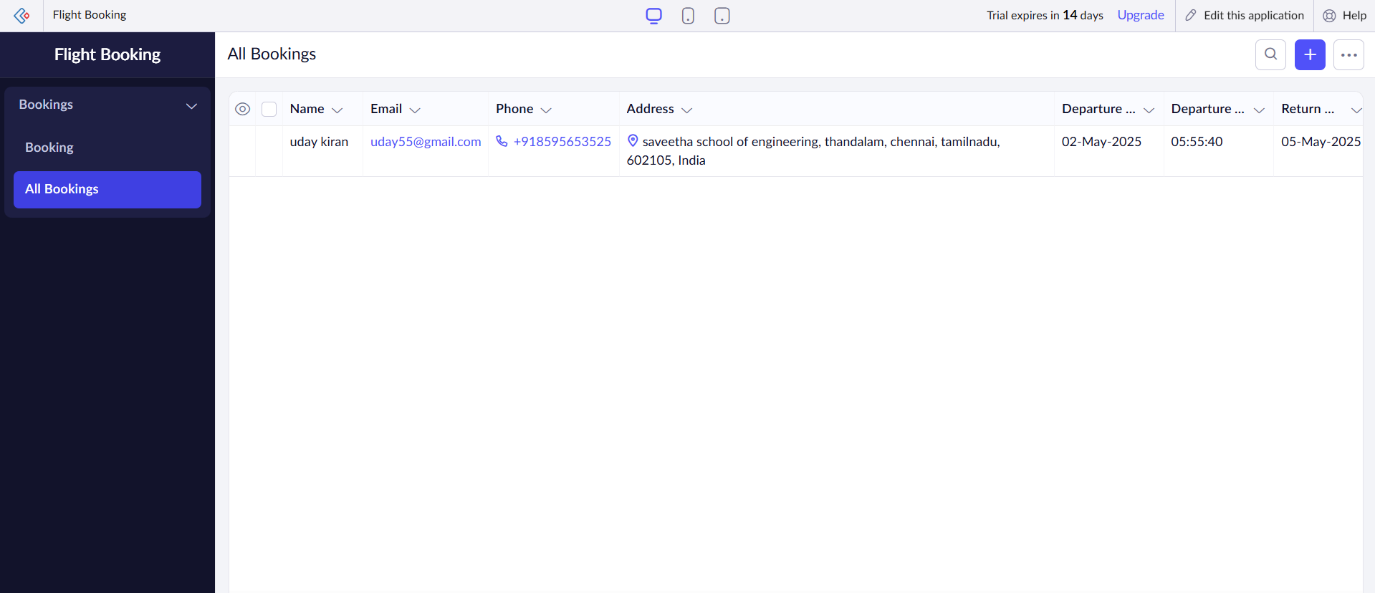 Flight Booking
Trial expires in 14 days Upgrade Edit this application Help
Flight Booking
All Bookings
Bookings
Booking
All Bookings
Name Email Phone Address Departure ... Departure ... Return ...
uday kiran uday55@gmail.com +918595653525 saveetha school of engineering, thandalam, chennai, tamilnadu, 02-May-2025 05:55:40 05-May-2025
602105, India